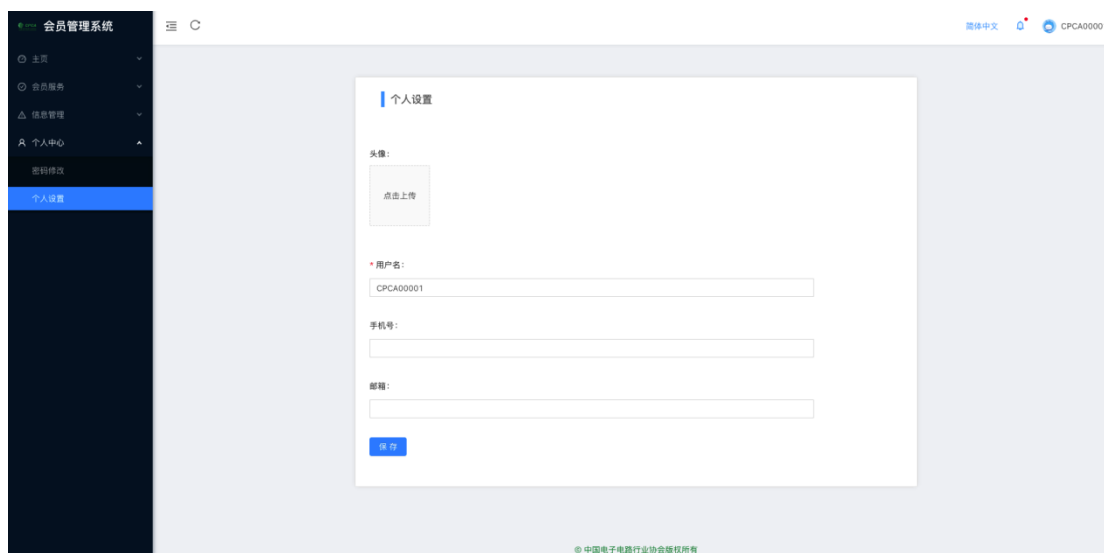 会员管理系统
简体中文
CPCA0000
主页
会员服务
信息管理
个人中心
密码修改
个人设置
个人设置
头像:
点击上传
* 用户名:
CPCA00001
手机号:
邮箱:
保 存
© 中国电子电路行业协会版权所有